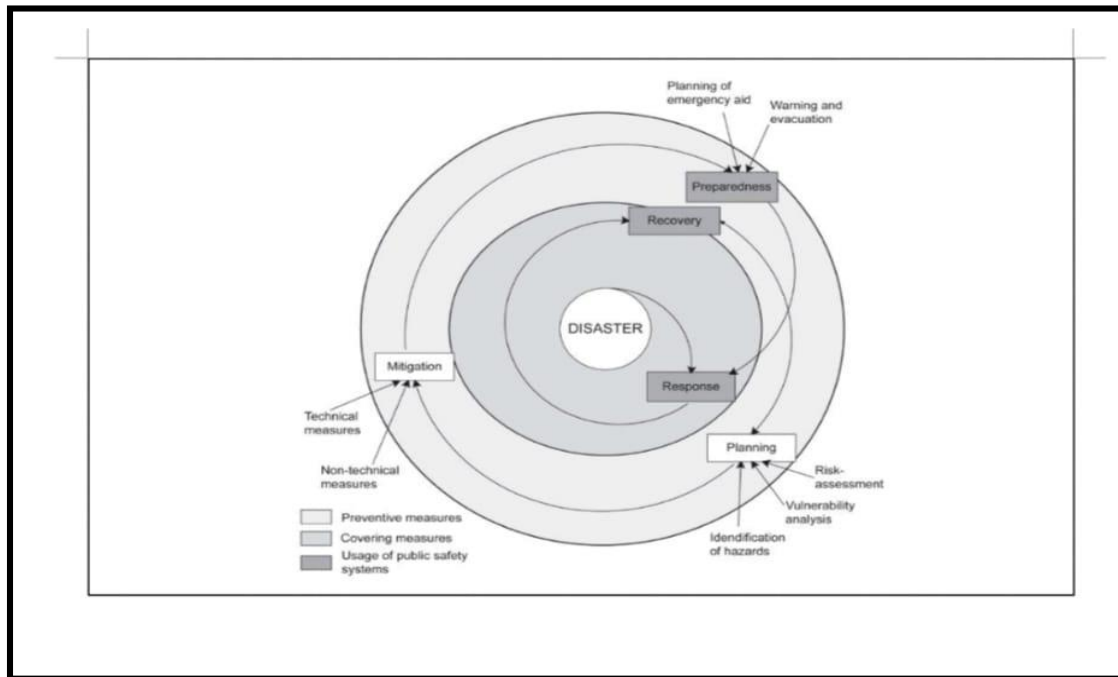 Planning of
emergency aid
Warning and
evacuation
Preparedness
Recovery
DISASTER
Mitigation
Response
Technical
measures
Planning
Non-technical
measures
Risk-
assessment
Vulnerability
analysis
Idendification
of hazards
Preventive measures
Covering measures
Usage of public safety
systems